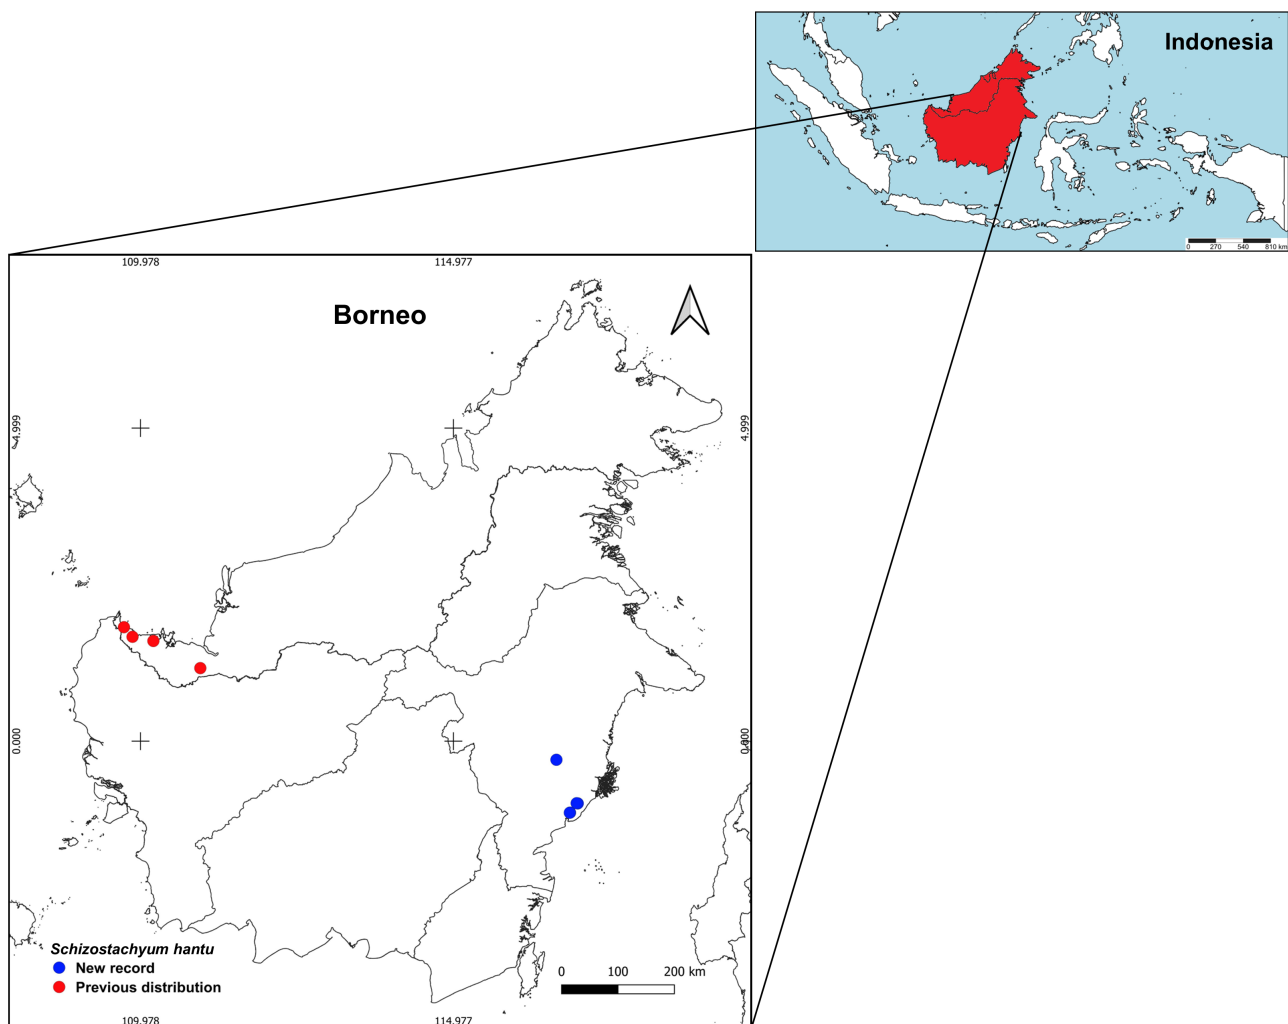 Indonesia
0 270 540 810 km
109.978 114.977
Borneo
4.999 4.999
0.000 0.000
Schizostachyum hantu
New record
Previous distribution
0 100 200 km
109.978 114.977